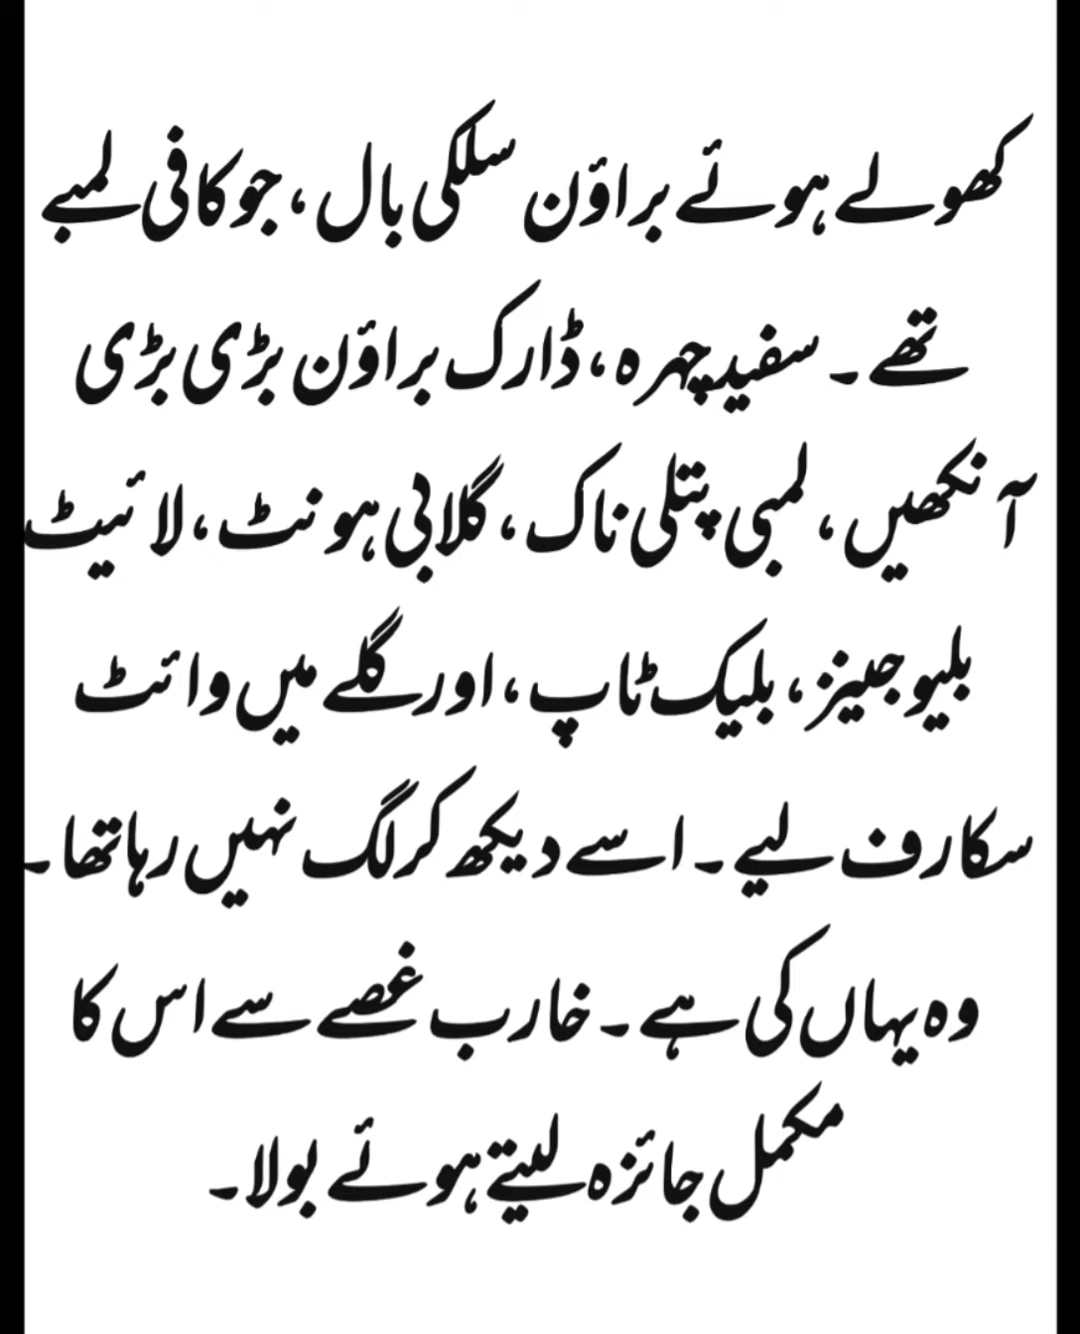 کھولے ہوئے براؤن سلکی بال ، جو کافی لمبے
تھے ۔ سفید چہرہ ، ڈارک براؤن بڑی بڑی
آنکھیں ، لمبی پتلی ناک ، گلابی ہونٹ ، لائیٹ
بلیو جینز ، بلیک ٹاپ ، اور گلے میں وائٹ
سکارف لیے ۔ اسے دیکھ کر لگ نہیں رہا تھا ۔
وہ یہاں کی ہے ۔ خارب غصے سے اس کا
مکمل جائزہ لیتے ہوئے بولا ۔